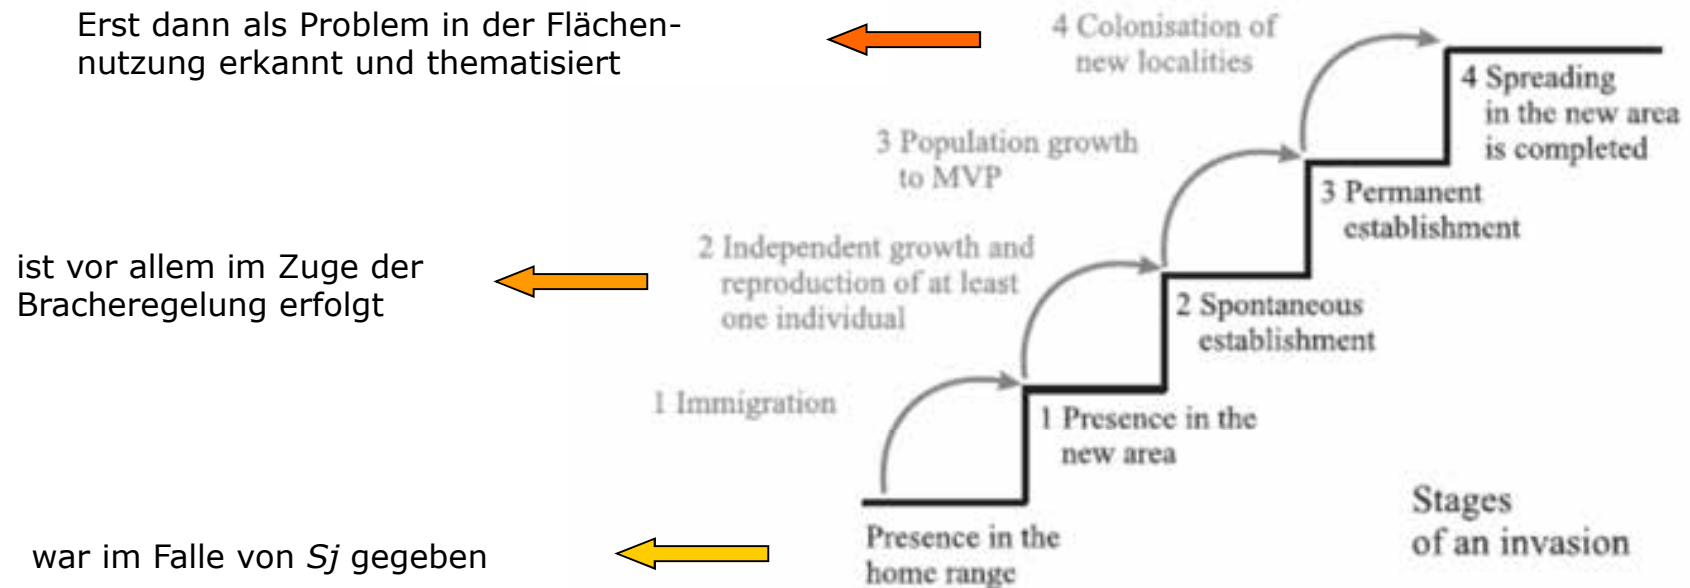 Erst dann als Problem in der Flächen-
nutzung erkannt und thematisiert
4 Colonisation of
new localities
4 Spreading
in the new area
is completed
3 Population growth
to MVP
3 Permanent
establishment
ist vor allem im Zuge der
Bracheregelung erfolgt
2 Independent growth and
reproduction of at least
one individual
2 Spontaneous
establishment
1 Immigration
1 Presence in the
new area
war im Falle von Sj gegeben
Presence in the
home range
Stages
of an invasion